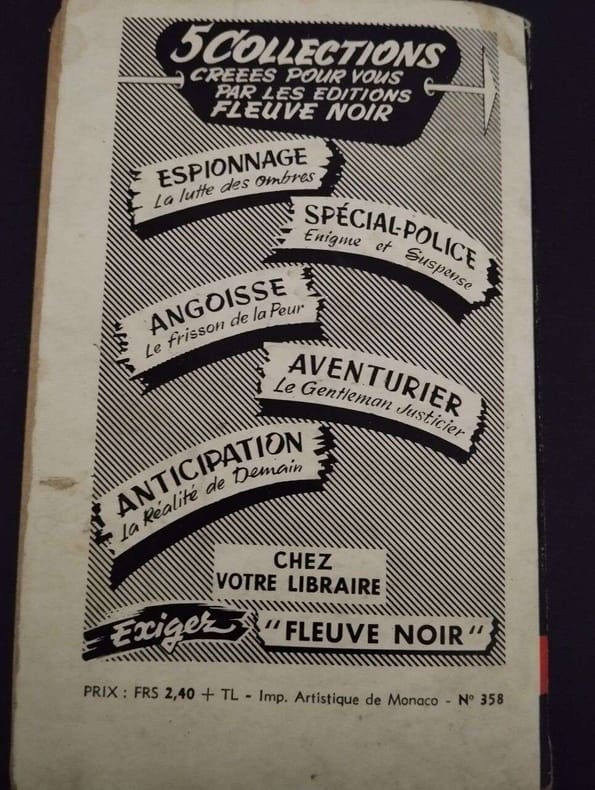 5 COLLECTIONS
CREEES POUR VOUS
PAR LES EDITIONS
FLEUVE NOIR
ESPIONNAGE
La lutte des Ombres
SPÉCIAL-POLICE
Enigme et Suspense
ANGOISSE
Le frisson de la Peur
AVENTURIER
Le Gentleman Justicier
ANTICIPATION
La Réalité de Demain
CHEZ
VOTRE LIBRAIRE
Exigez "FLEUVE NOIR"
PRIX : FRS 2,40 + TL - Imp. Artistique de Monaco - Nº 358